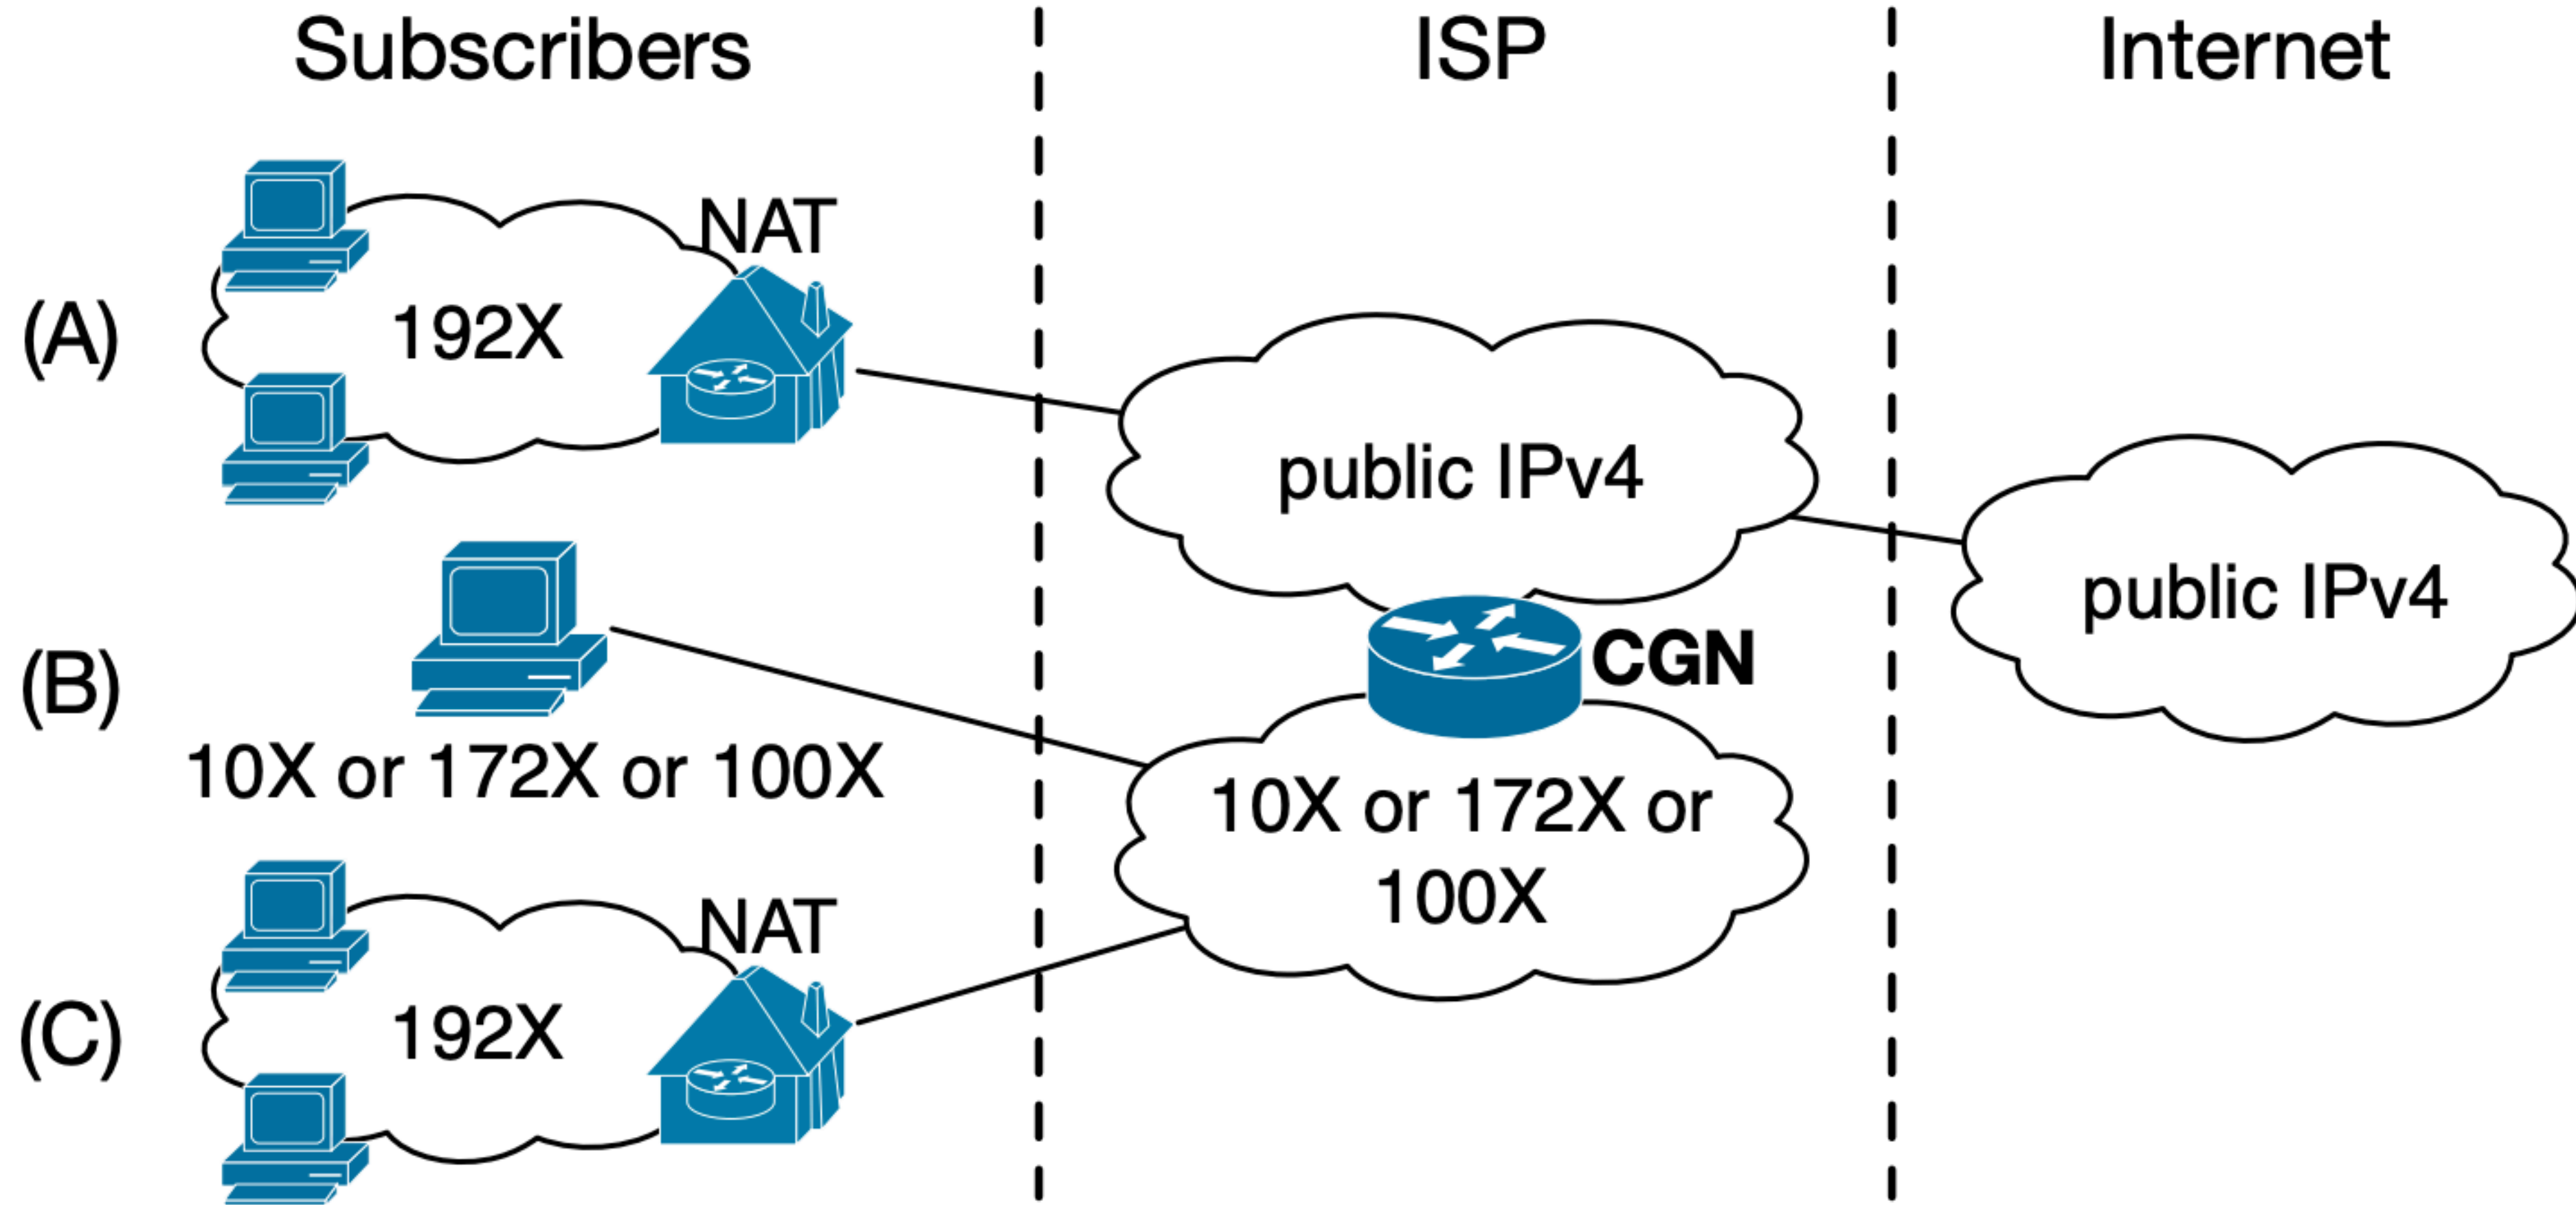 Subscribers
ISP
Internet
NAT
(A)
192X
public IPv4
public IPv4
(B)
CGN
10X or 172X or 100X
10X or 172X or
100X
NAT
(C)
192X